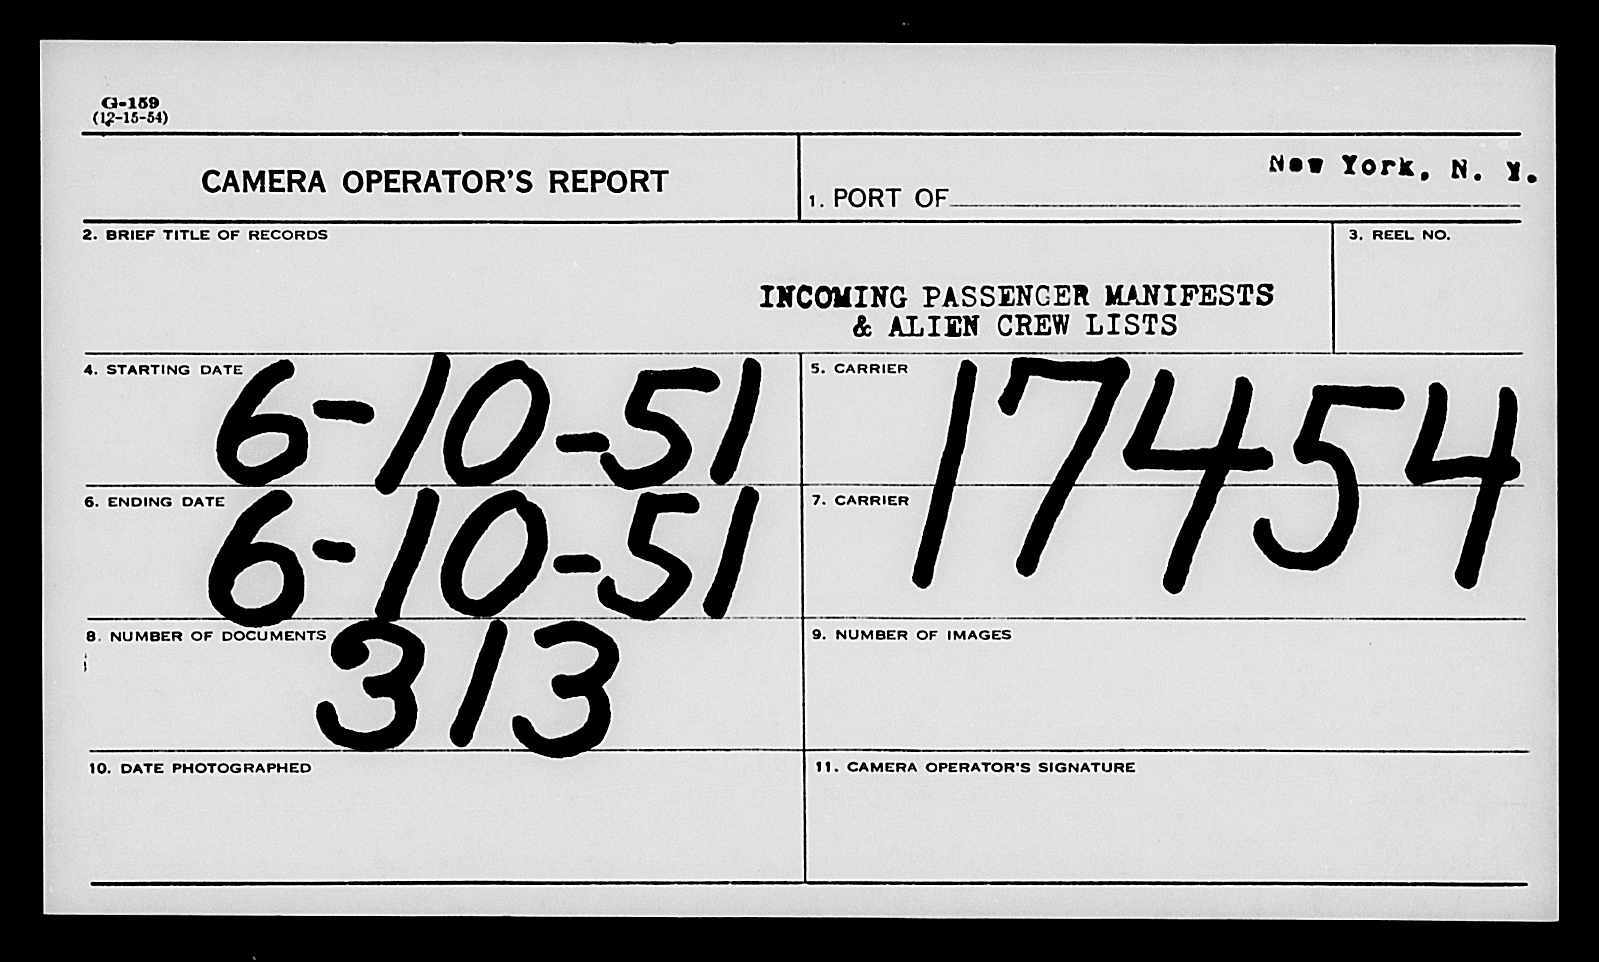 G-159
(12-15-54)
CAMERA OPERATOR'S REPORT
1. PORT OF New York, N. Y.
2. BRIEF TITLE OF RECORDS
INCOMING PASSENGER MANIFESTS
& ALIEN CREW LISTS
3. REEL NO.
4. STARTING DATE 6-10-51
5. CARRIER 17454
6. ENDING DATE 6-10-51
7. CARRIER
8. NUMBER OF DOCUMENTS 313
9. NUMBER OF IMAGES
10. DATE PHOTOGRAPHED
11. CAMERA OPERATOR'S SIGNATURE